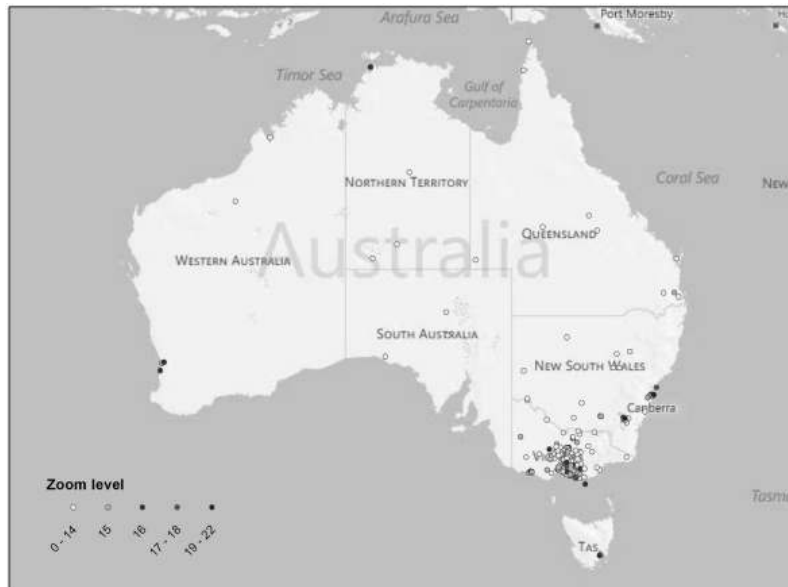 Arafura Sea
Port Moresby
Timor Sea
Gulf of
Carpentaria
NORTHERN TERRITORY
Coral Sea
QUEENSLAND
Australia
WESTERN AUSTRALIA
SOUTH AUSTRALIA
NEW SOUTH WALES
Canberra
Zoom level
0 - 14
15
16
17 - 18
19 - 22
TAS